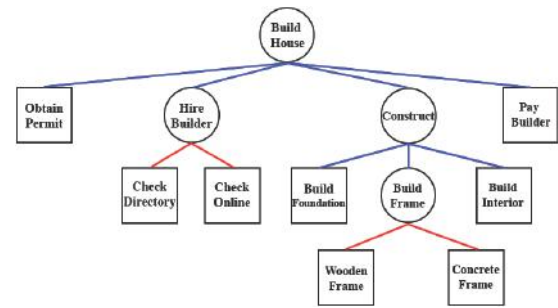 Build
House
Obtain
Permit
Hire
Builder
Construct
Pay
Builder
Check
Directory
Check
Online
Build
Foundation
Build
Frame
Build
Interior
Wooden
Frame
Concrete
Frame